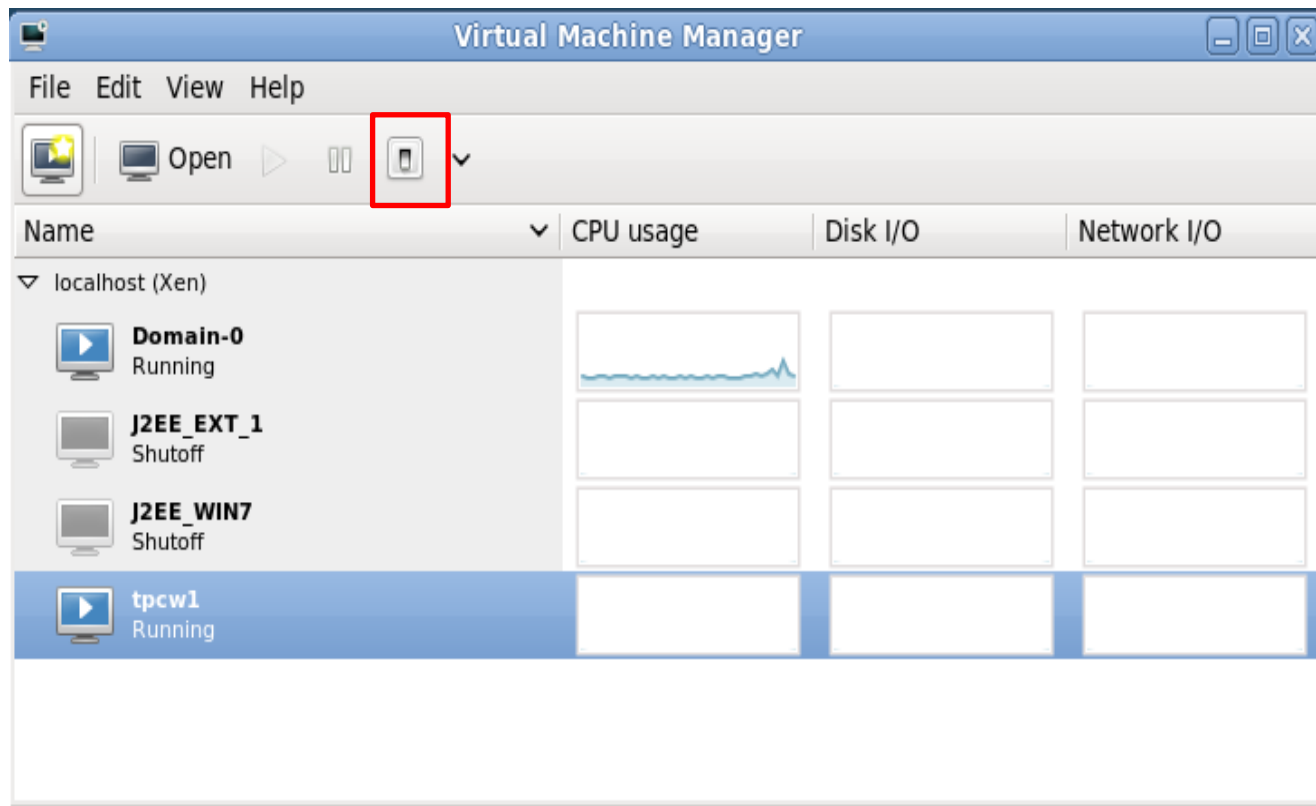 Virtual Machine Manager
File Edit View Help
Open
Name CPU usage Disk I/O Network I/O
localhost (Xen)
Domain-0
Running
J2EE_EXT_1
Shutoff
J2EE_WIN7
Shutoff
tpcw1
Running